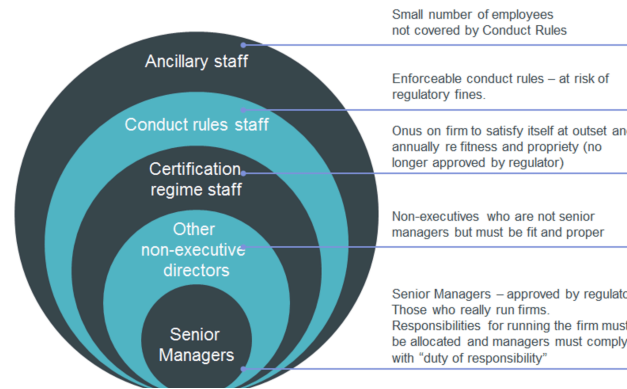 Ancillary staff
Small number of employees
not covered by Conduct Rules
Conduct rules staff
Enforceable conduct rules – at risk of
regulatory fines.
Certification
regime staff
Onus on firm to satisfy itself at outset and
annually re fitness and propriety (no
longer approved by regulator)
Other
non-executive
directors
Non-executives who are not senior
managers but must be fit and proper
Senior
Managers
Senior Managers – approved by regulato
Those who really run firms.
Responsibilities for running the firm must
be allocated and managers must comply
with “duty of responsibility”